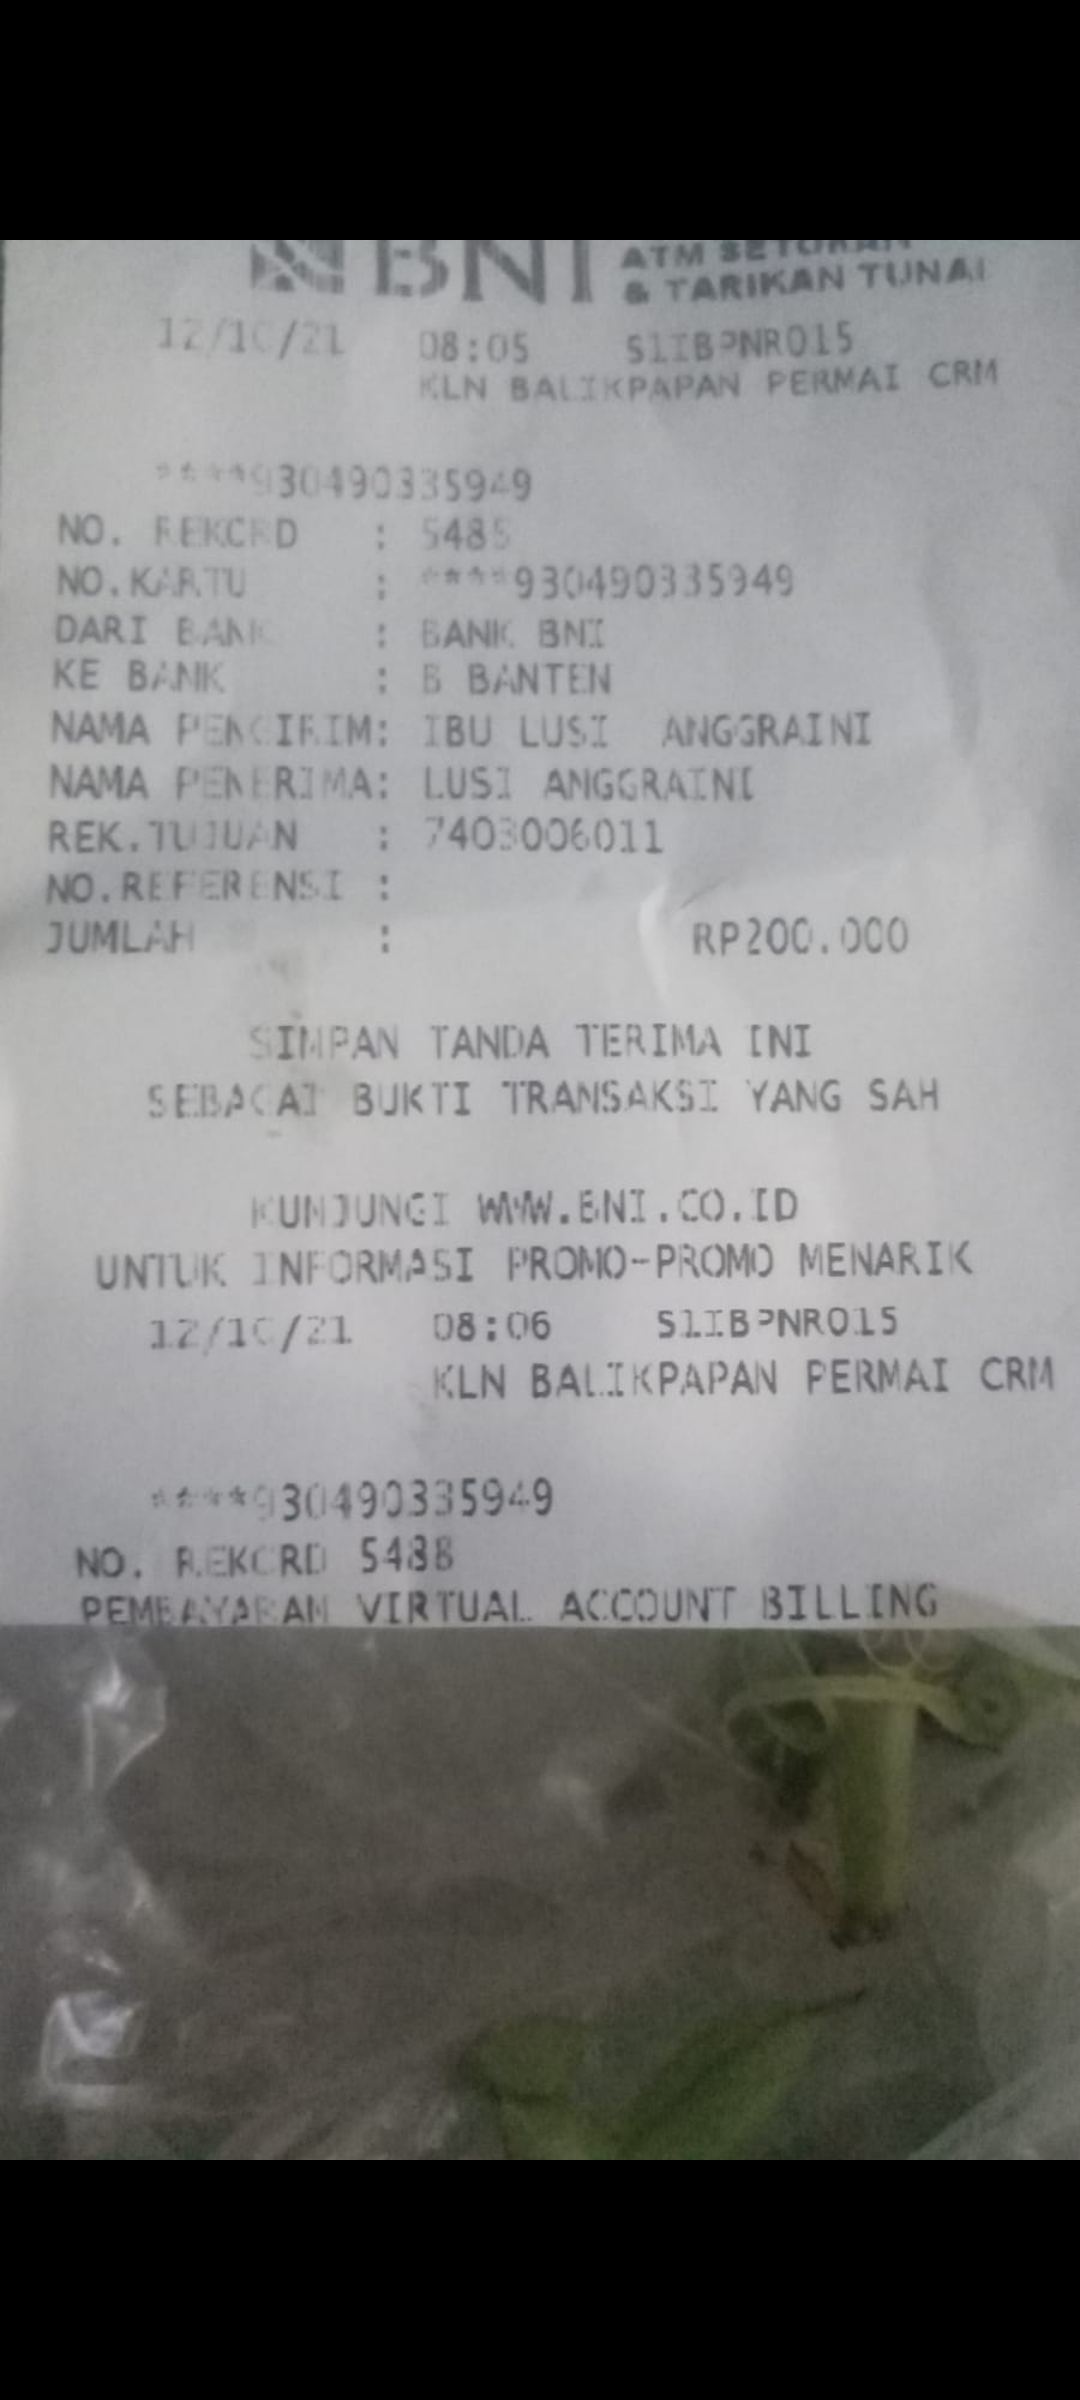 BNI ATM SETORAN
& TARIKAN TUNAI
12/10/21 08:05 S1IBPNR015
KLN BALIKPAPAN PERMAI CRM
****930490335949
NO. REKORD : 5485
NO.KARTU : ****930490335949
DARI BANK : BANK BNI
KE BANK : B BANTEN
NAMA PENGIRIM: IBU LUSI ANGGRAINI
NAMA PENERIMA: LUSI ANGGRAINI
REK.TUJUAN : 7403006011
NO.REFERENSI :
JUMLAH : RP200.000
SIMPAN TANDA TERIMA INI
SEBAGAI BUKTI TRANSAKSI YANG SAH
KUNJUNGI WWW.BNI.CO.ID
UNTUK INFORMASI PROMO-PROMO MENARIK
12/10/21 08:06 S1IBPNR015
KLN BALIKPAPAN PERMAI CRM
****930490335949
NO. REKORD 5488
PEMBAYARAN VIRTUAL ACCOUNT BILLING